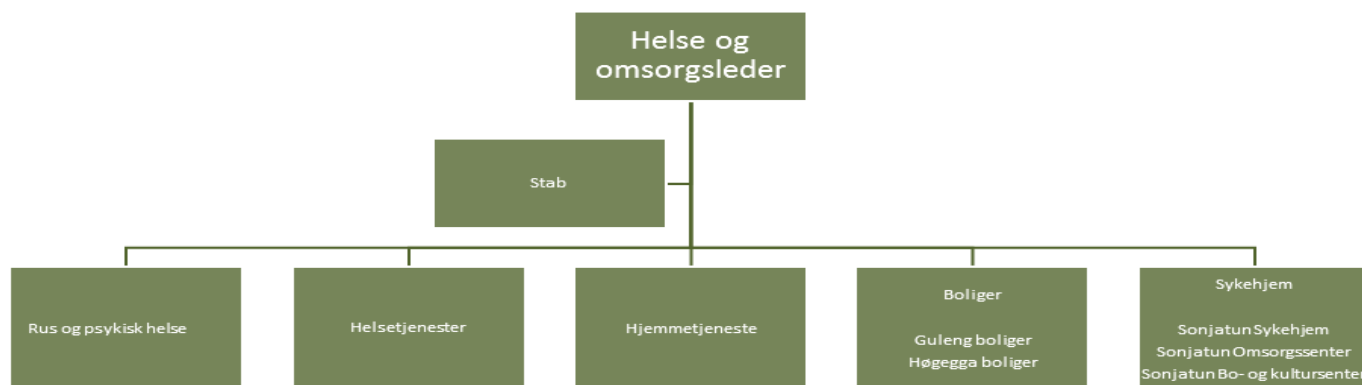 Helse og
omsorgsleder
Stab
Rus og psykisk helse
Helsetjenester
Hjemmetjeneste
Boliger
Guleng boliger
Høgegga boliger
Sykehjem
Sonjatun Sykehjem
Sonjatun Omsorgssenter
Sonjatun Bo- og kultursenter